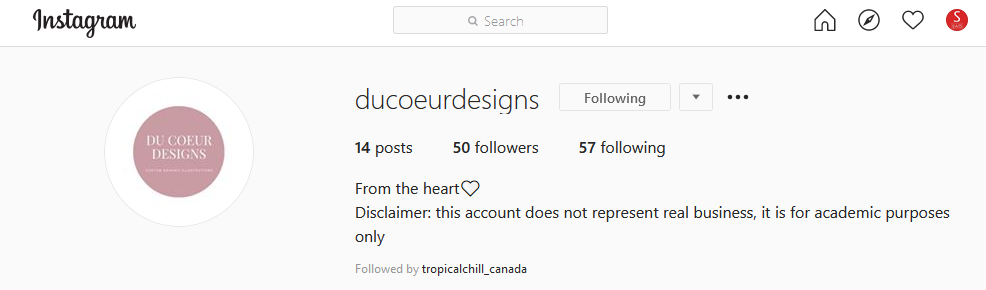 Instagram
Search
S
ducoeurdesigns Following
14 posts 50 followers 57 following
DU COEUR
DESIGNS
From the heart♡
Disclaimer: this account does not represent real business, it is for academic purposes
only
Followed by tropicalchill_canada